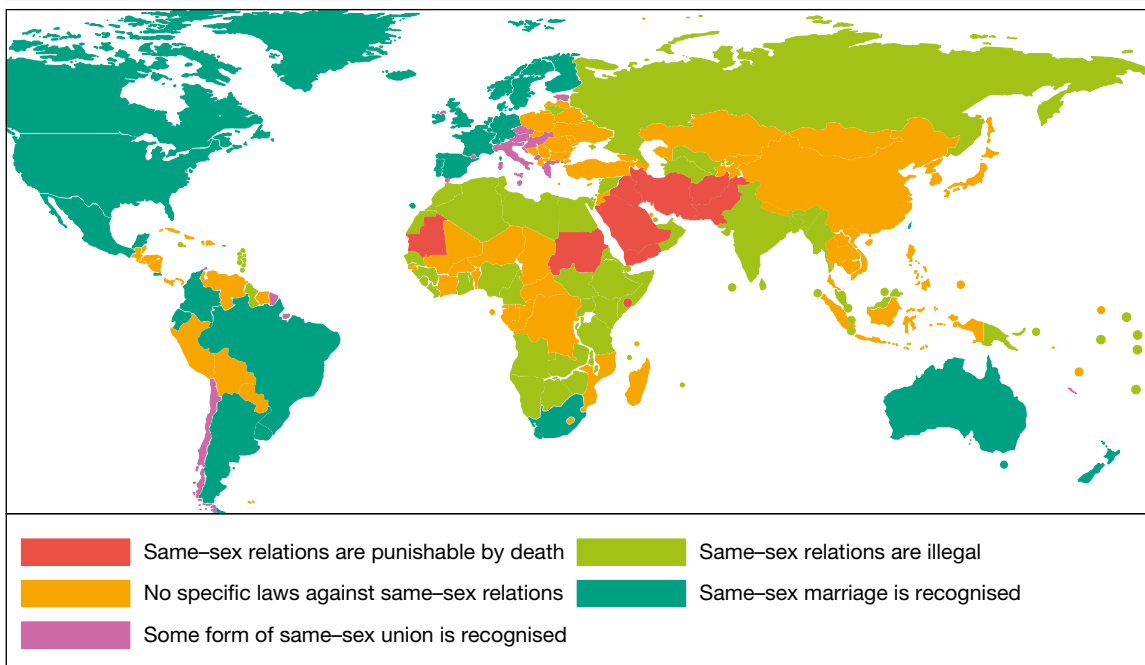 Same–sex relations are punishable by death
Same–sex relations are illegal
No specific laws against same–sex relations
Same–sex marriage is recognised
Some form of same–sex union is recognised